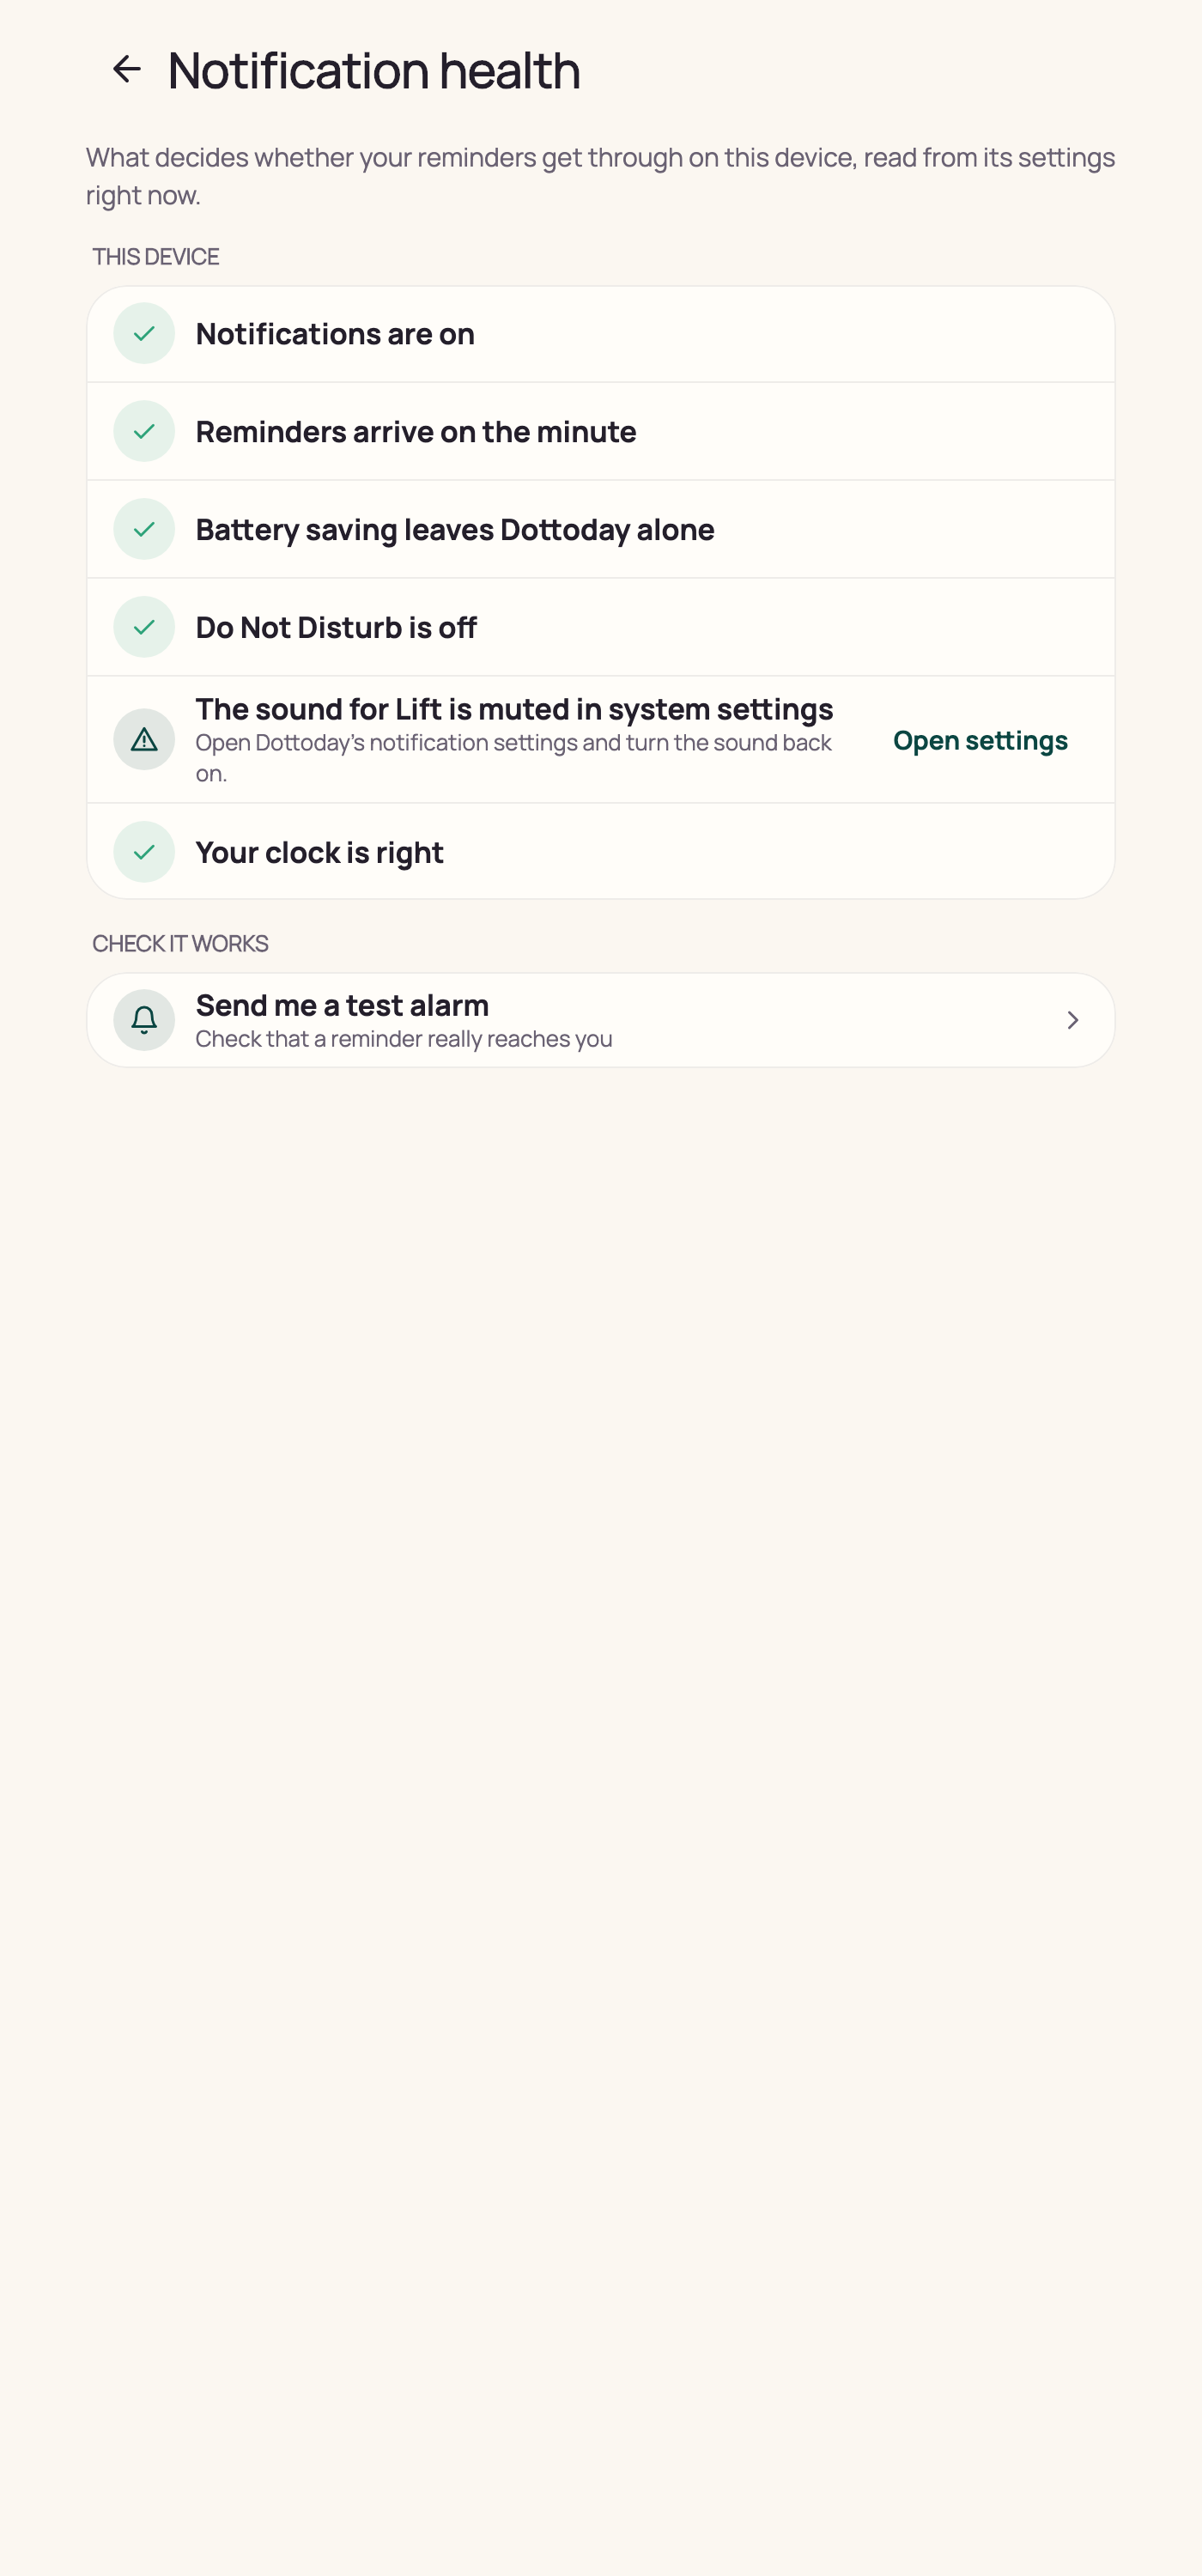 Notification health
What decides whether your reminders get through on this device, read from its settings
right now.
THIS DEVICE
Notifications are on
Reminders arrive on the minute
Battery saving leaves Dottoday alone
Do Not Disturb is off
The sound for Lift is muted in system settings
Open Dottoday’s notification settings and turn the sound back
on.
Open settings
Your clock is right
CHECK IT WORKS
Send me a test alarm
Check that a reminder really reaches you